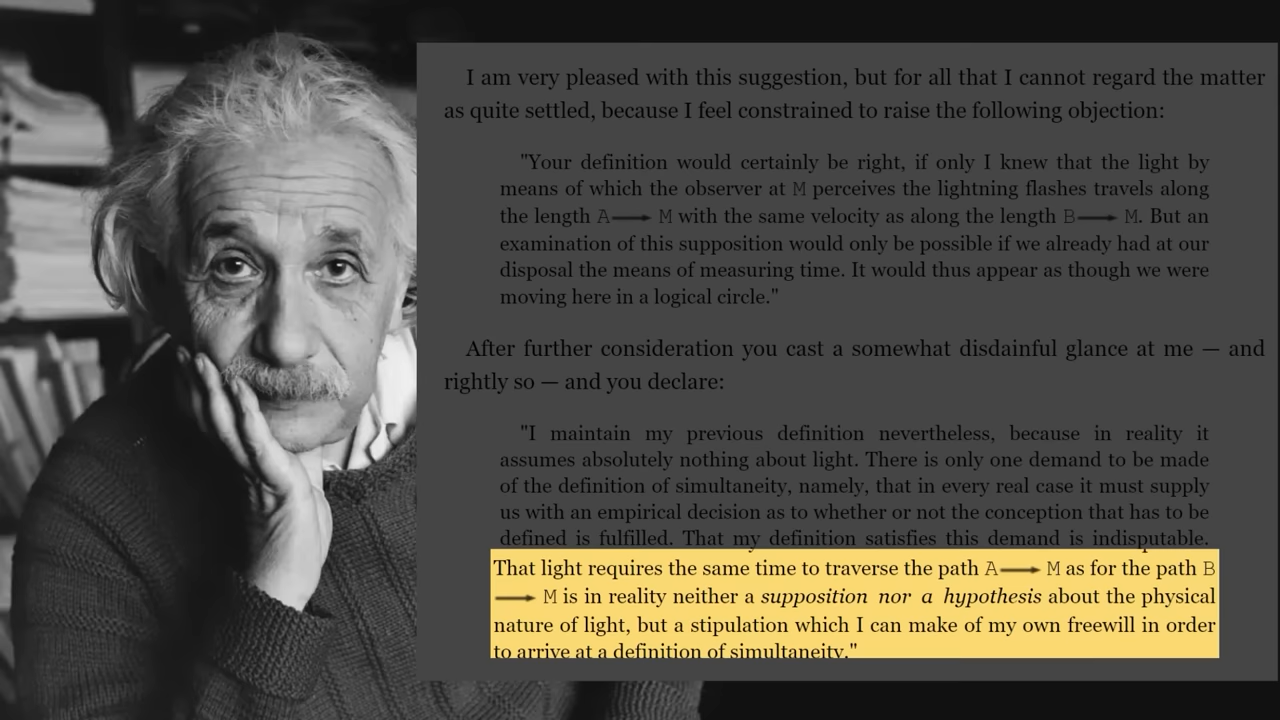 I am very pleased with this suggestion, but for all that I cannot regard the matter
as quite settled, because I feel constrained to raise the following objection:
"Your definition would certainly be right, if only I knew that the light by
means of which the observer at M perceives the lightning flashes travels along
the length A⟶ M with the same velocity as along the length B⟶ M. But an
examination of this supposition would only be possible if we already had at our
disposal the means of measuring time. It would thus appear as though we were
moving here in a logical circle."
After further consideration you cast a somewhat disdainful glance at me — and
rightly so — and you declare:
"I maintain my previous definition nevertheless, because in reality it
assumes absolutely nothing about light. There is only one demand to be made
of the definition of simultaneity, namely, that in every real case it must supply
us with an empirical decision as to whether or not the conception that has to be
defined is fulfilled. That my definition satisfies this demand is indisputable.
That light requires the same time to traverse the path A⟶ M as for the path B
⟶ M is in reality neither a supposition nor a hypothesis about the physical
nature of light, but a stipulation which I can make of my own freewill in order
to arrive at a definition of simultaneity."